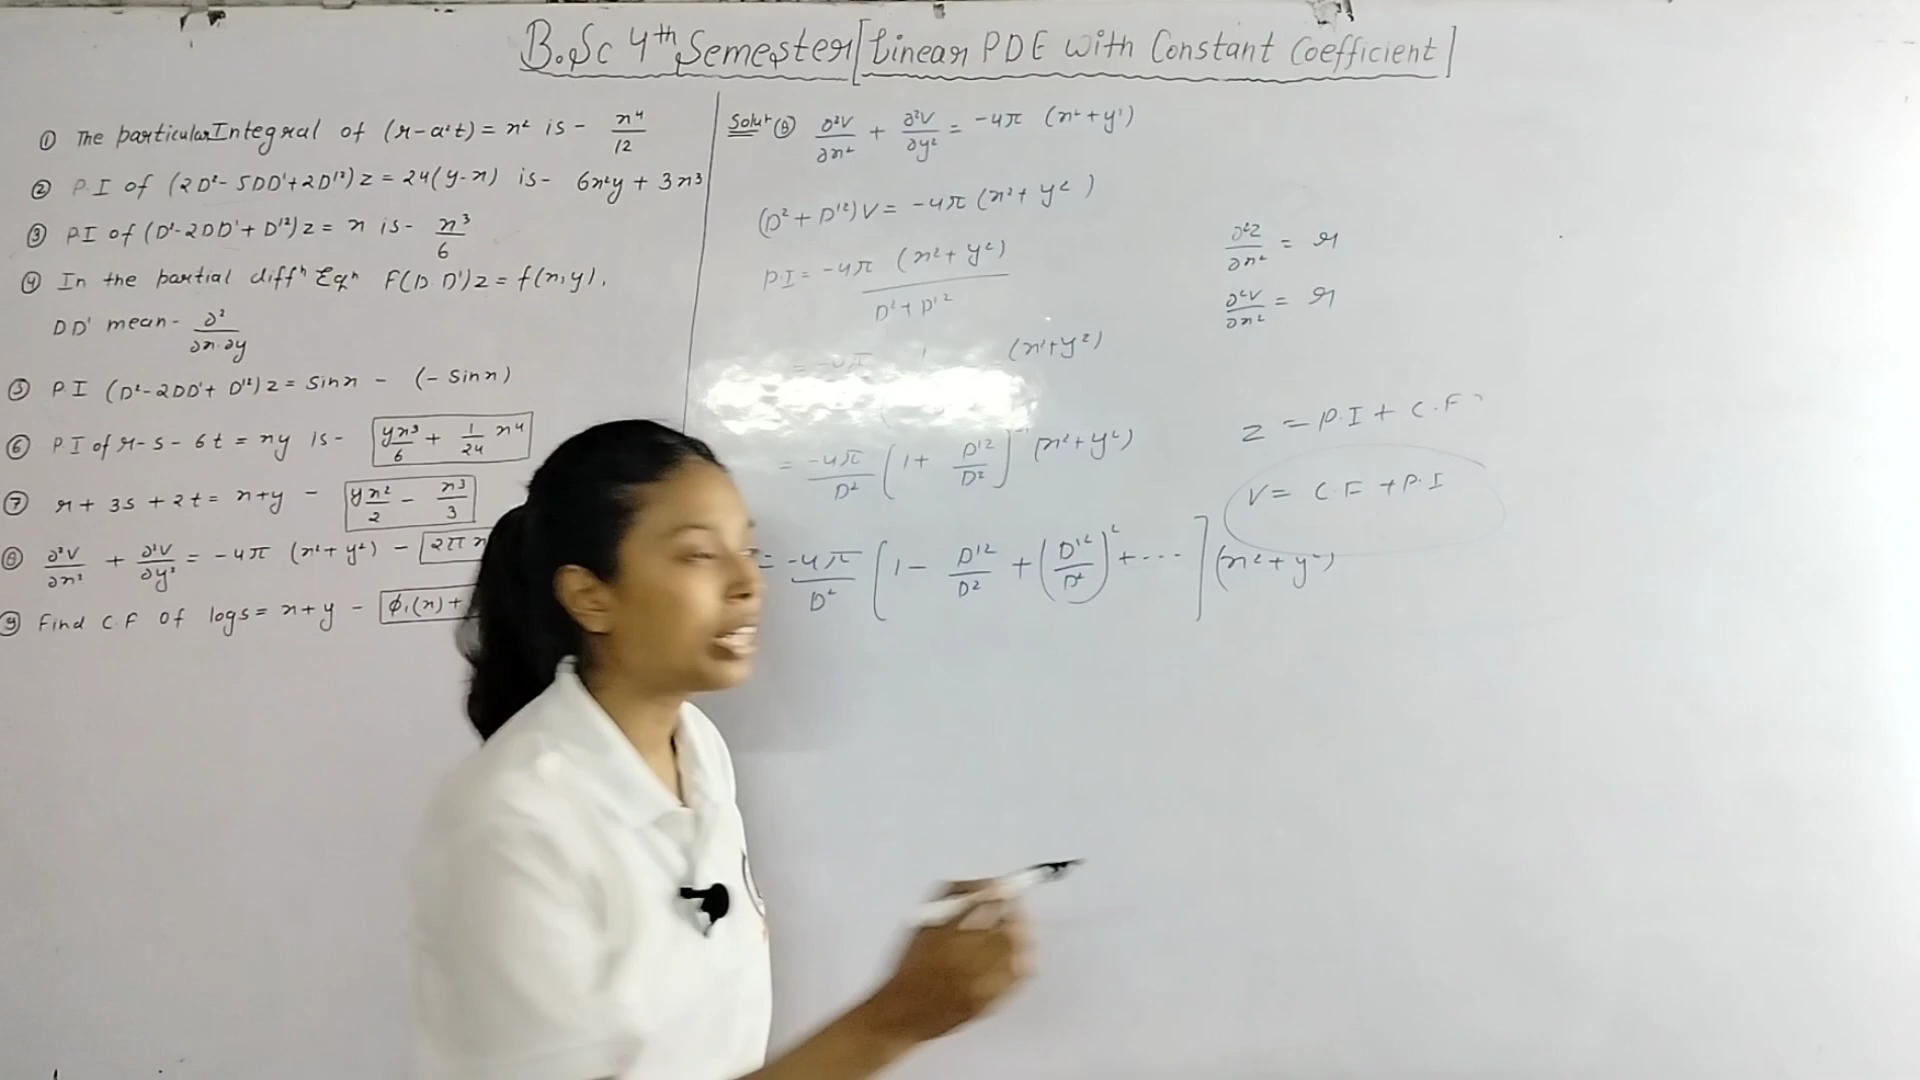 B.Sc 4th Semester [Linear PDE with Constant Coefficient]
① The particular Integral of (r-a²t) = x² is - x⁴/12
② P.I of (2D²- 5DD'+2D'²) z = 24(y-x) is - 6x²y + 3x³
③ P.I of (D²-2DD'+ D'²) z = x is - x³/6
④ In the partial diffⁿ Eqⁿ F(D. D') z = f(x,y).
DD' mean - ∂²/∂x.∂y
⑤ P.I (D²-2DD'+ D'²) z = Sinx - (- Sinx)
⑥ P.I of r - s - 6t = xy is - yx³/6 + 1/24 x⁴
⑦ r + 3s + 2t = x+y - yx²/2 - x³/3
⑧ ∂²V/∂x² + ∂²V/∂y² = -4π (x²+ y²) - 2π x
⑨ Find C.F of logs = x+y - ϕ₁(x) +
Soluⁿ ⑧ ∂²V/∂x² + ∂²V/∂y² = -4π (x²+y²)
(D²+ D'²) V = -4π (x²+ y²)
P.I = -4π (x²+ y²)/D²+ D'²
= -4π 1 (x²+y²)
= -4π/D² (1+ D'²/D²)⁻¹ (x²+ y²)
= -4π/D² [1 - D'²/D² + (D'²/D²)² + ---] (x²+ y²)
∂²z/∂x² = r
∂²V/∂x² = r
z = P.I + C.F
V = C.F + P.I